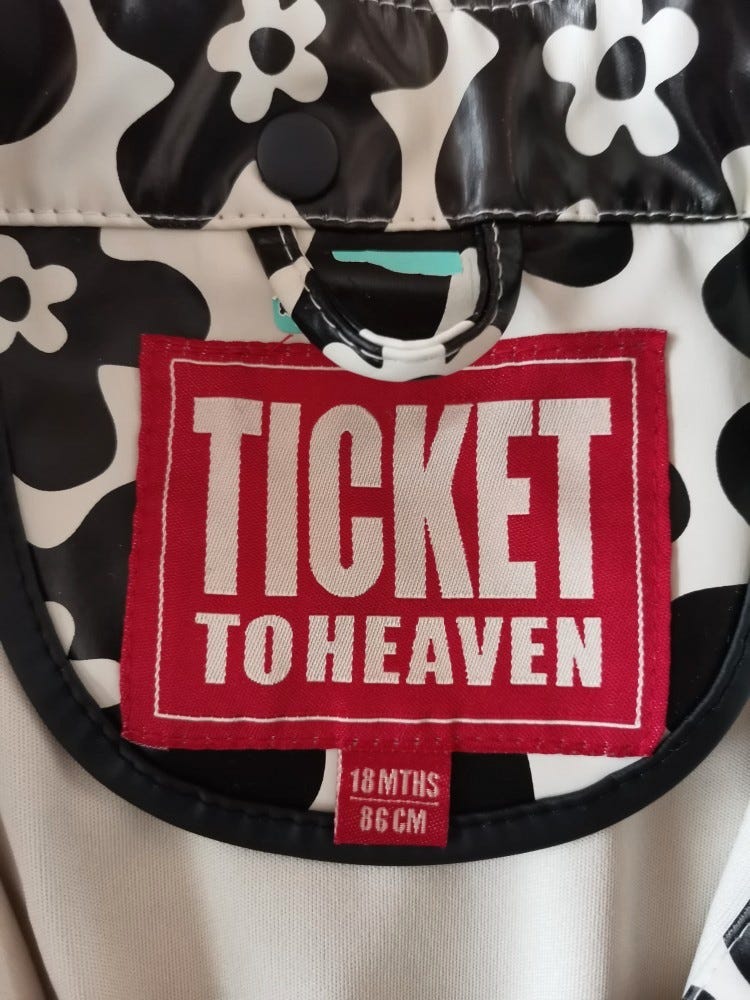 TICKET
TO HEAVEN
18 MTHS
86 CM